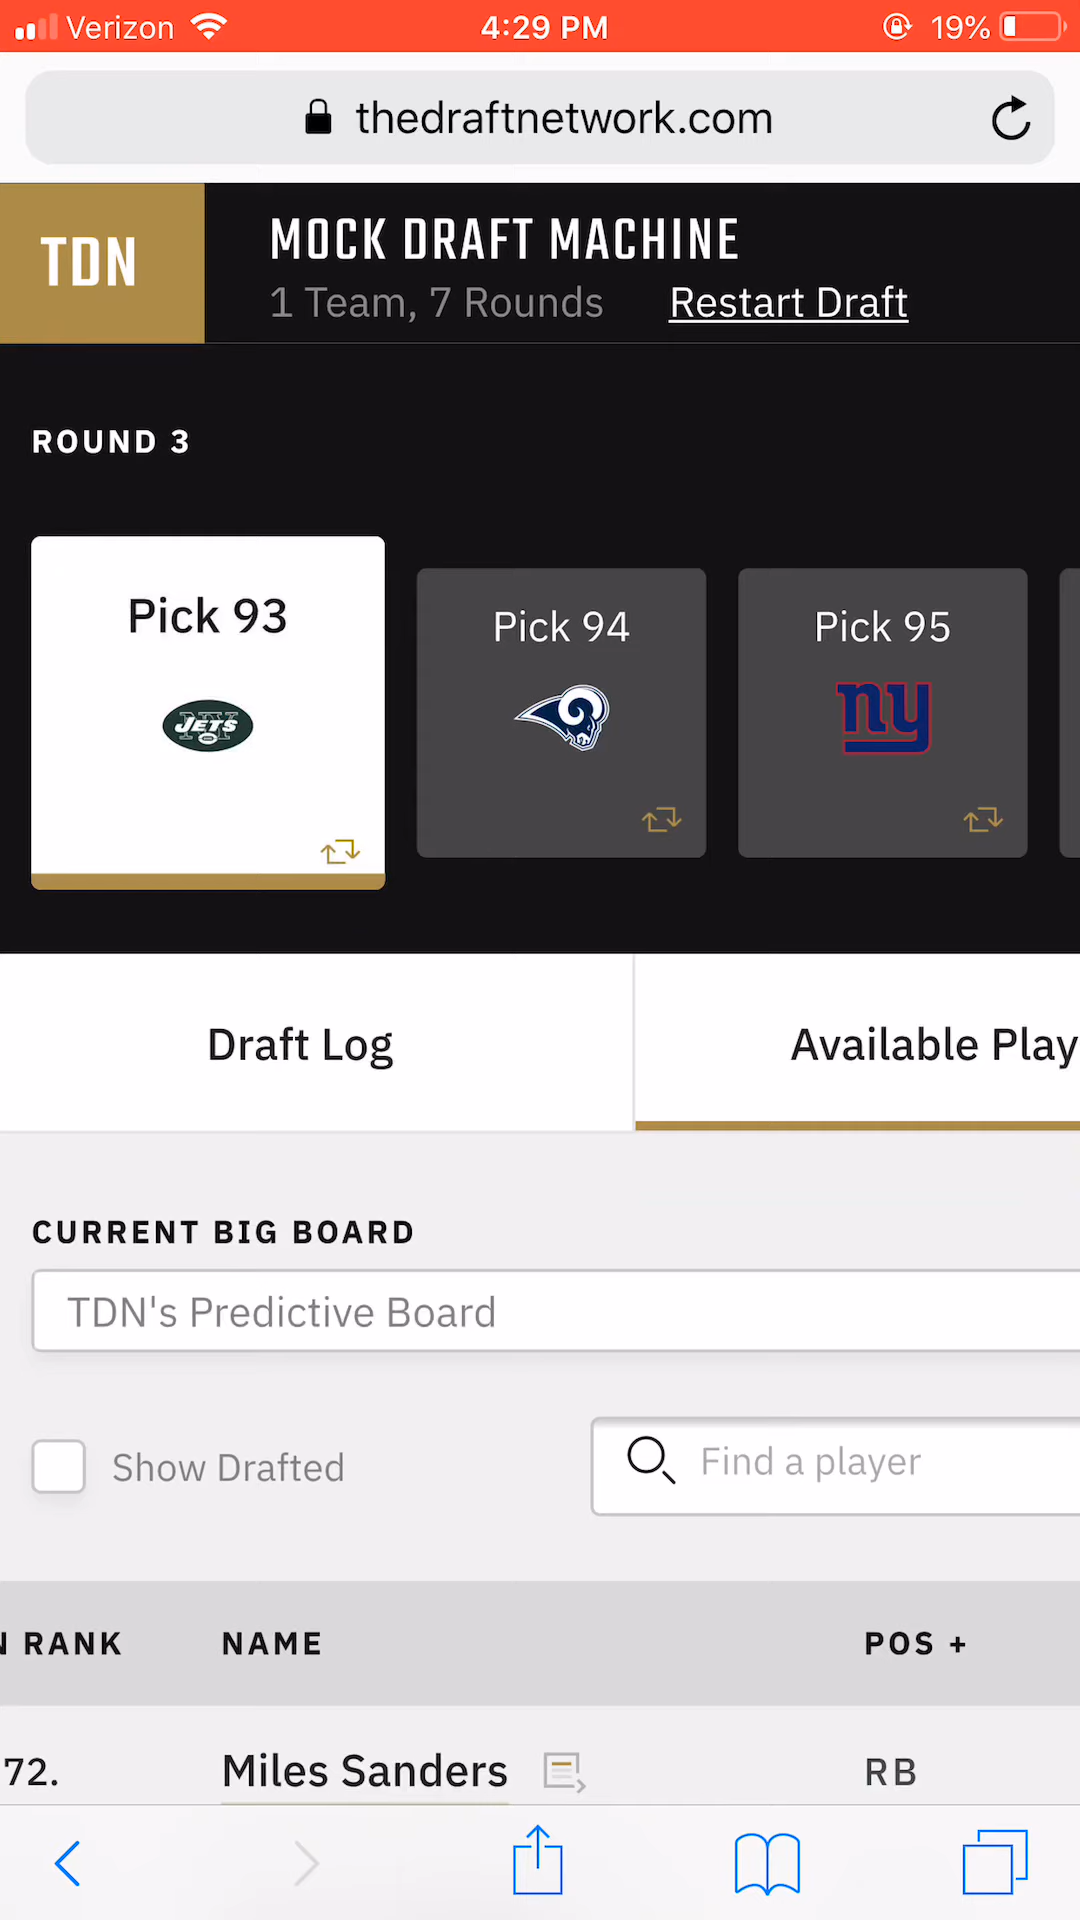 Verizon 4:29 PM 19%
thedraftnetwork.com
TDN
MOCK DRAFT MACHINE
1 Team, 7 Rounds Restart Draft
ROUND 3
Pick 93 Pick 94 Pick 95
JETS ny
Draft Log Available Play
CURRENT BIG BOARD
TDN's Predictive Board
Show Drafted Find a player
N RANK NAME POS +
72. Miles Sanders RB